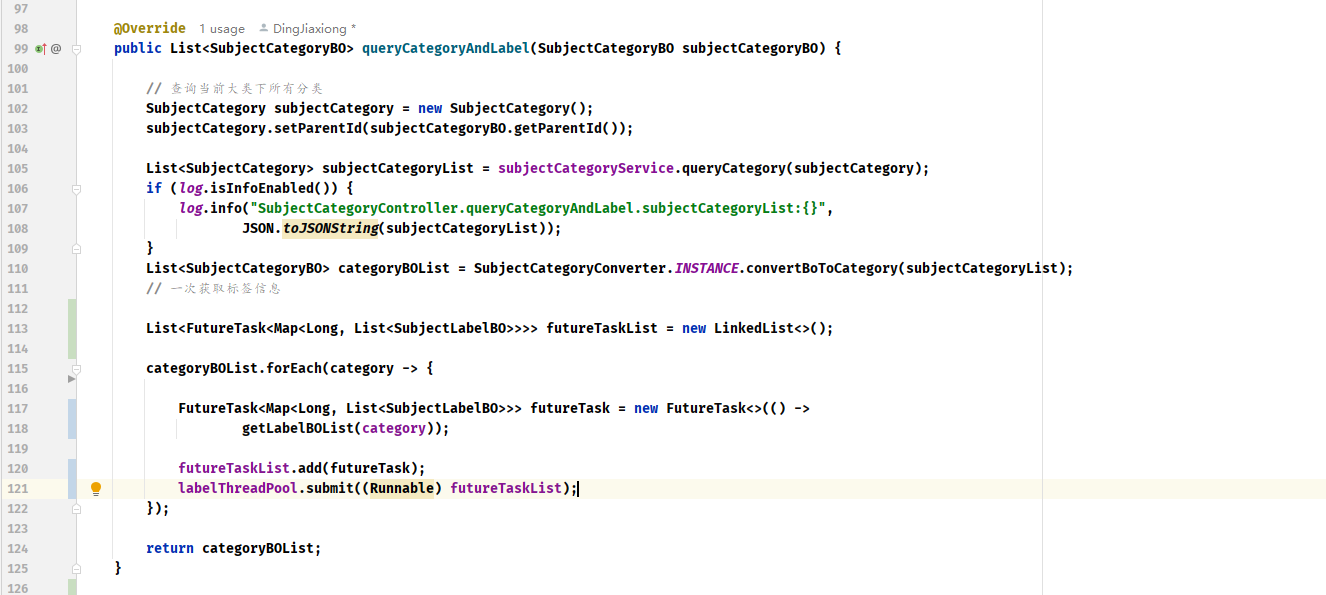 97
98 @Override 1 usage DingJiaxiong *
99 @ public List<SubjectCategoryBO> queryCategoryAndLabel(SubjectCategoryBO subjectCategoryBO) {
100
101 // 查询当前大类下所有分类
102 SubjectCategory subjectCategory = new SubjectCategory();
103 subjectCategory.setParentId(subjectCategoryBO.getParentId());
104
105 List<SubjectCategory> subjectCategoryList = subjectCategoryService.queryCategory(subjectCategory);
106 if (log.isInfoEnabled()) {
107 log.info("SubjectCategoryController.queryCategoryAndLabel.subjectCategoryList:{}",
108 JSON.toJSONString(subjectCategoryList));
109 }
110 List<SubjectCategoryBO> categoryBOList = SubjectCategoryConverter.INSTANCE.convertBoToCategory(subjectCategoryList);
111 // 一次获取标签信息
112
113 List<FutureTask<Map<Long, List<SubjectLabelBO>>>> futureTaskList = new LinkedList<>();
114
115 categoryBOList.forEach(category -> {
116
117 FutureTask<Map<Long, List<SubjectLabelBO>>> futureTask = new FutureTask<>(() ->
118 getLabelBOList(category));
119
120 futureTaskList.add(futureTask);
121 labelThreadPool.submit((Runnable) futureTaskList);
122 });
123
124 return categoryBOList;
125 }
126